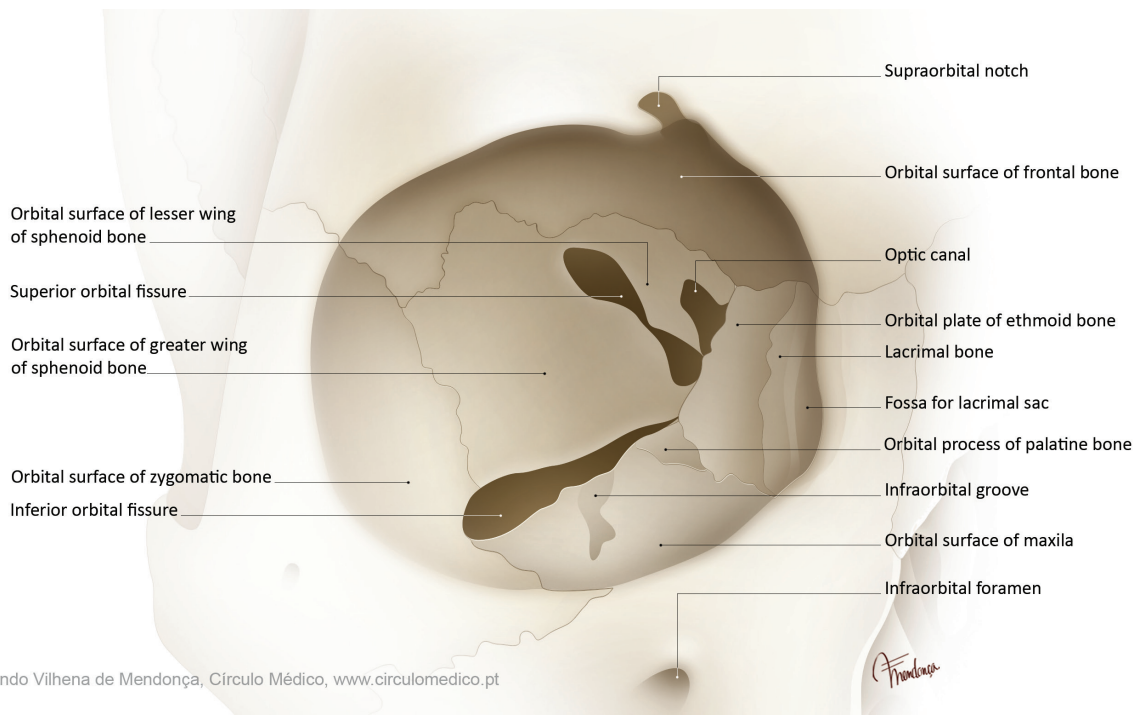 Supraorbital notch
Orbital surface of frontal bone
Orbital surface of lesser wing
of sphenoid bone
Optic canal
Superior orbital fissure
Orbital plate of ethmoid bone
Orbital surface of greater wing
of sphenoid bone
Lacrimal bone
Fossa for lacrimal sac
Orbital process of palatine bone
Orbital surface of zygomatic bone
Infraorbital groove
Inferior orbital fissure
Orbital surface of maxila
Infraorbital foramen
Mendonça
ndo Vilhena de Mendonça, Círculo Médico, www.circulomedico.pt